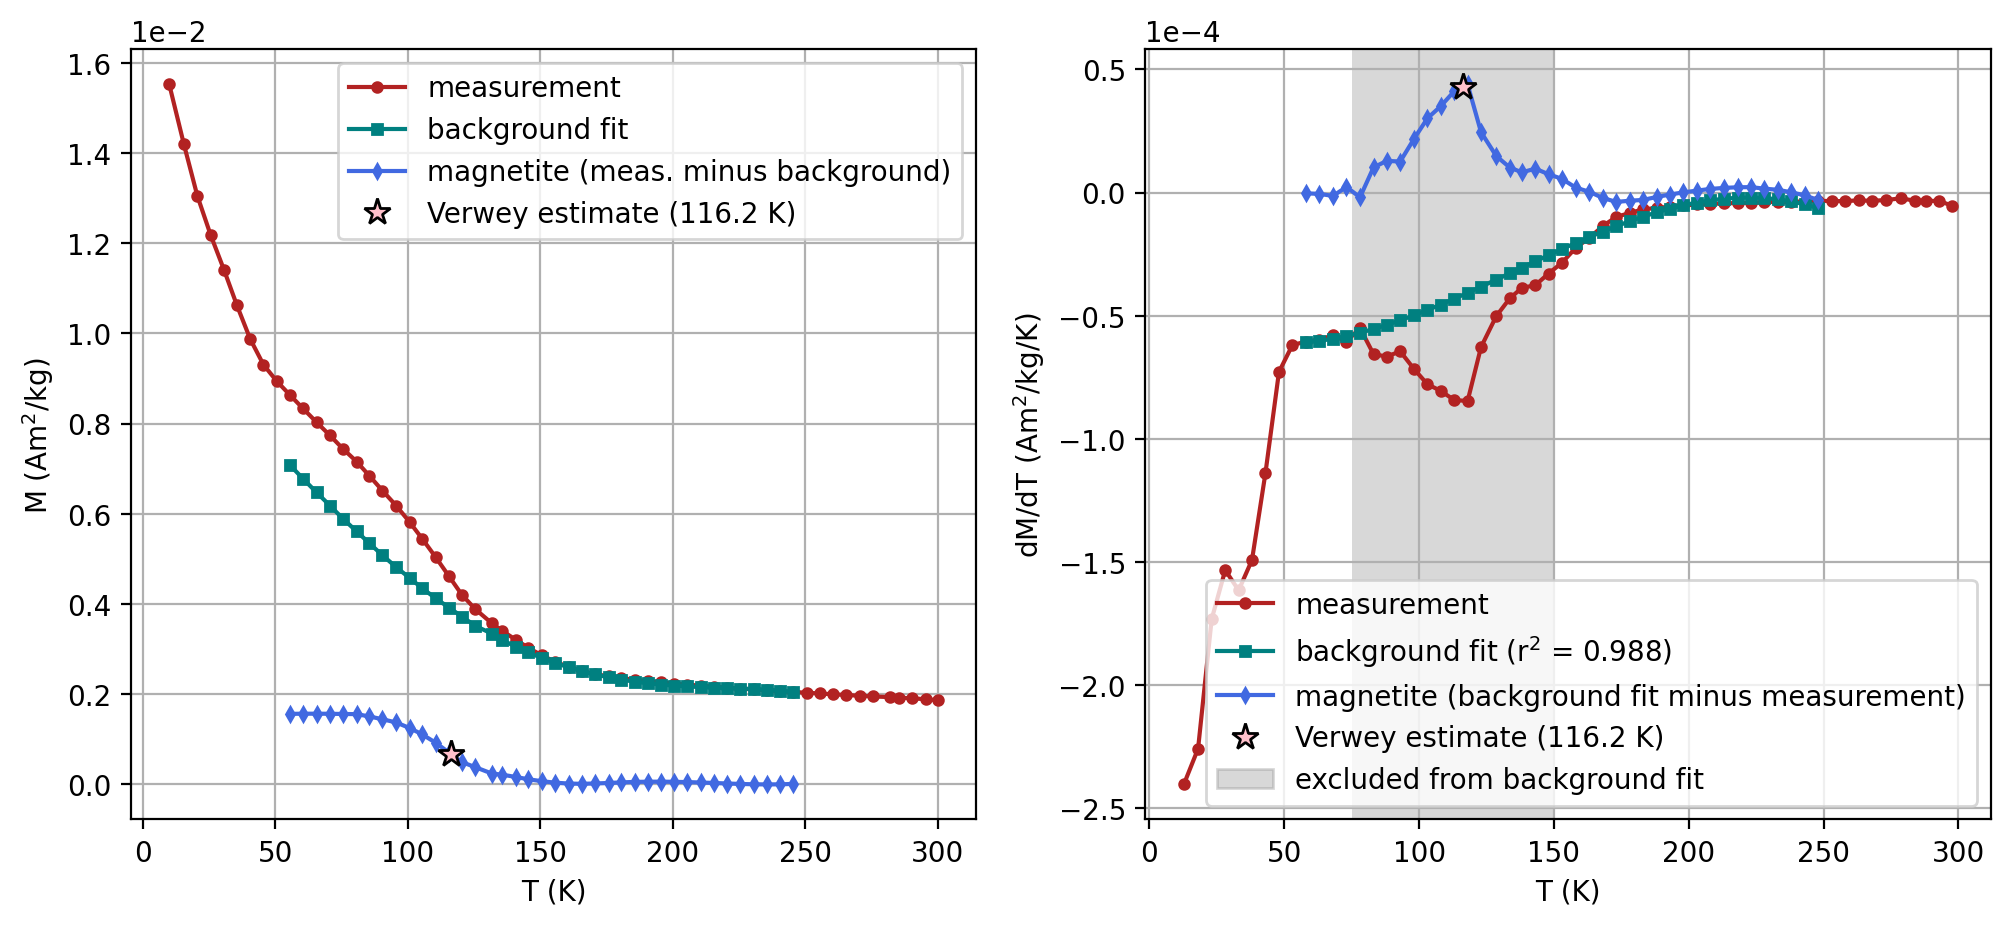 1e−2
1.6
1.4
1.2
1.0
0.8
0.6
0.4
0.2
0.0
M (Am²/kg)
measurement
background fit
magnetite (meas. minus background)
Verwey estimate (116.2 K)
0 50 100 150 200 250 300
T (K)
1e−4
0.5
0.0
−0.5
−1.0
−1.5
−2.0
−2.5
dM/dT (Am²/kg/K)
measurement
background fit (r² = 0.988)
magnetite (background fit minus measurement)
Verwey estimate (116.2 K)
excluded from background fit
0 50 100 150 200 250 300
T (K)